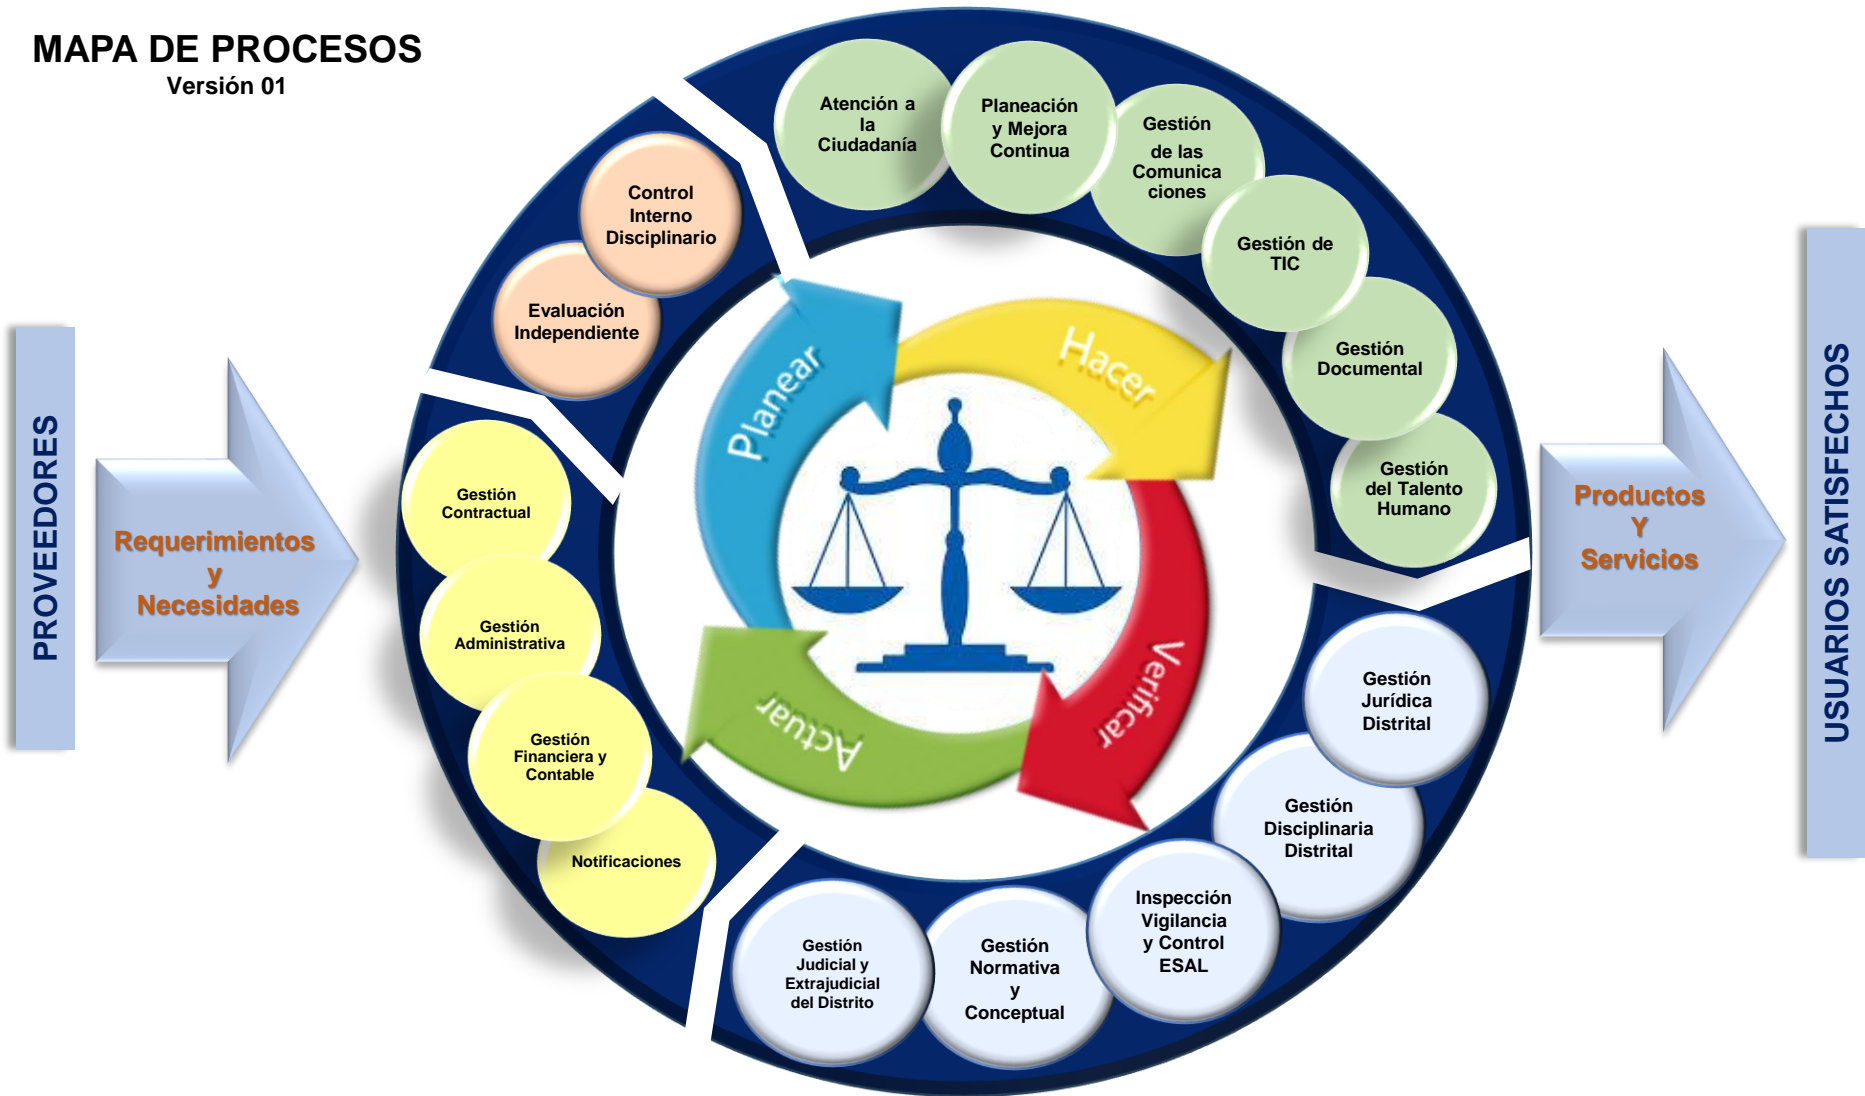 MAPA DE PROCESOS
Versión 01
PROVEEDORES
Requerimientos
y
Necesidades
Control
Interno
Disciplinario
Evaluación
Independiente
Atención a
la
Ciudadanía
Planeación
y Mejora
Continua
Gestión
de las
Comunica
ciones
Gestión de
TIC
Gestión
Documental
Gestión
del Talento
Humano
Gestión
Contractual
Gestión
Administrativa
Gestión
Financiera y
Contable
Notificaciones
Planear
Hacer
Verificar
Actuar
Gestión
Jurídica
Distrital
Gestión
Disciplinaria
Distrital
Inspección
Vigilancia
y Control
ESAL
Gestión
Normativa
y
Conceptual
Gestión
Judicial y
Extrajudicial
del Distrito
Productos
Y
Servicios
USUARIOS SATISFECHOS